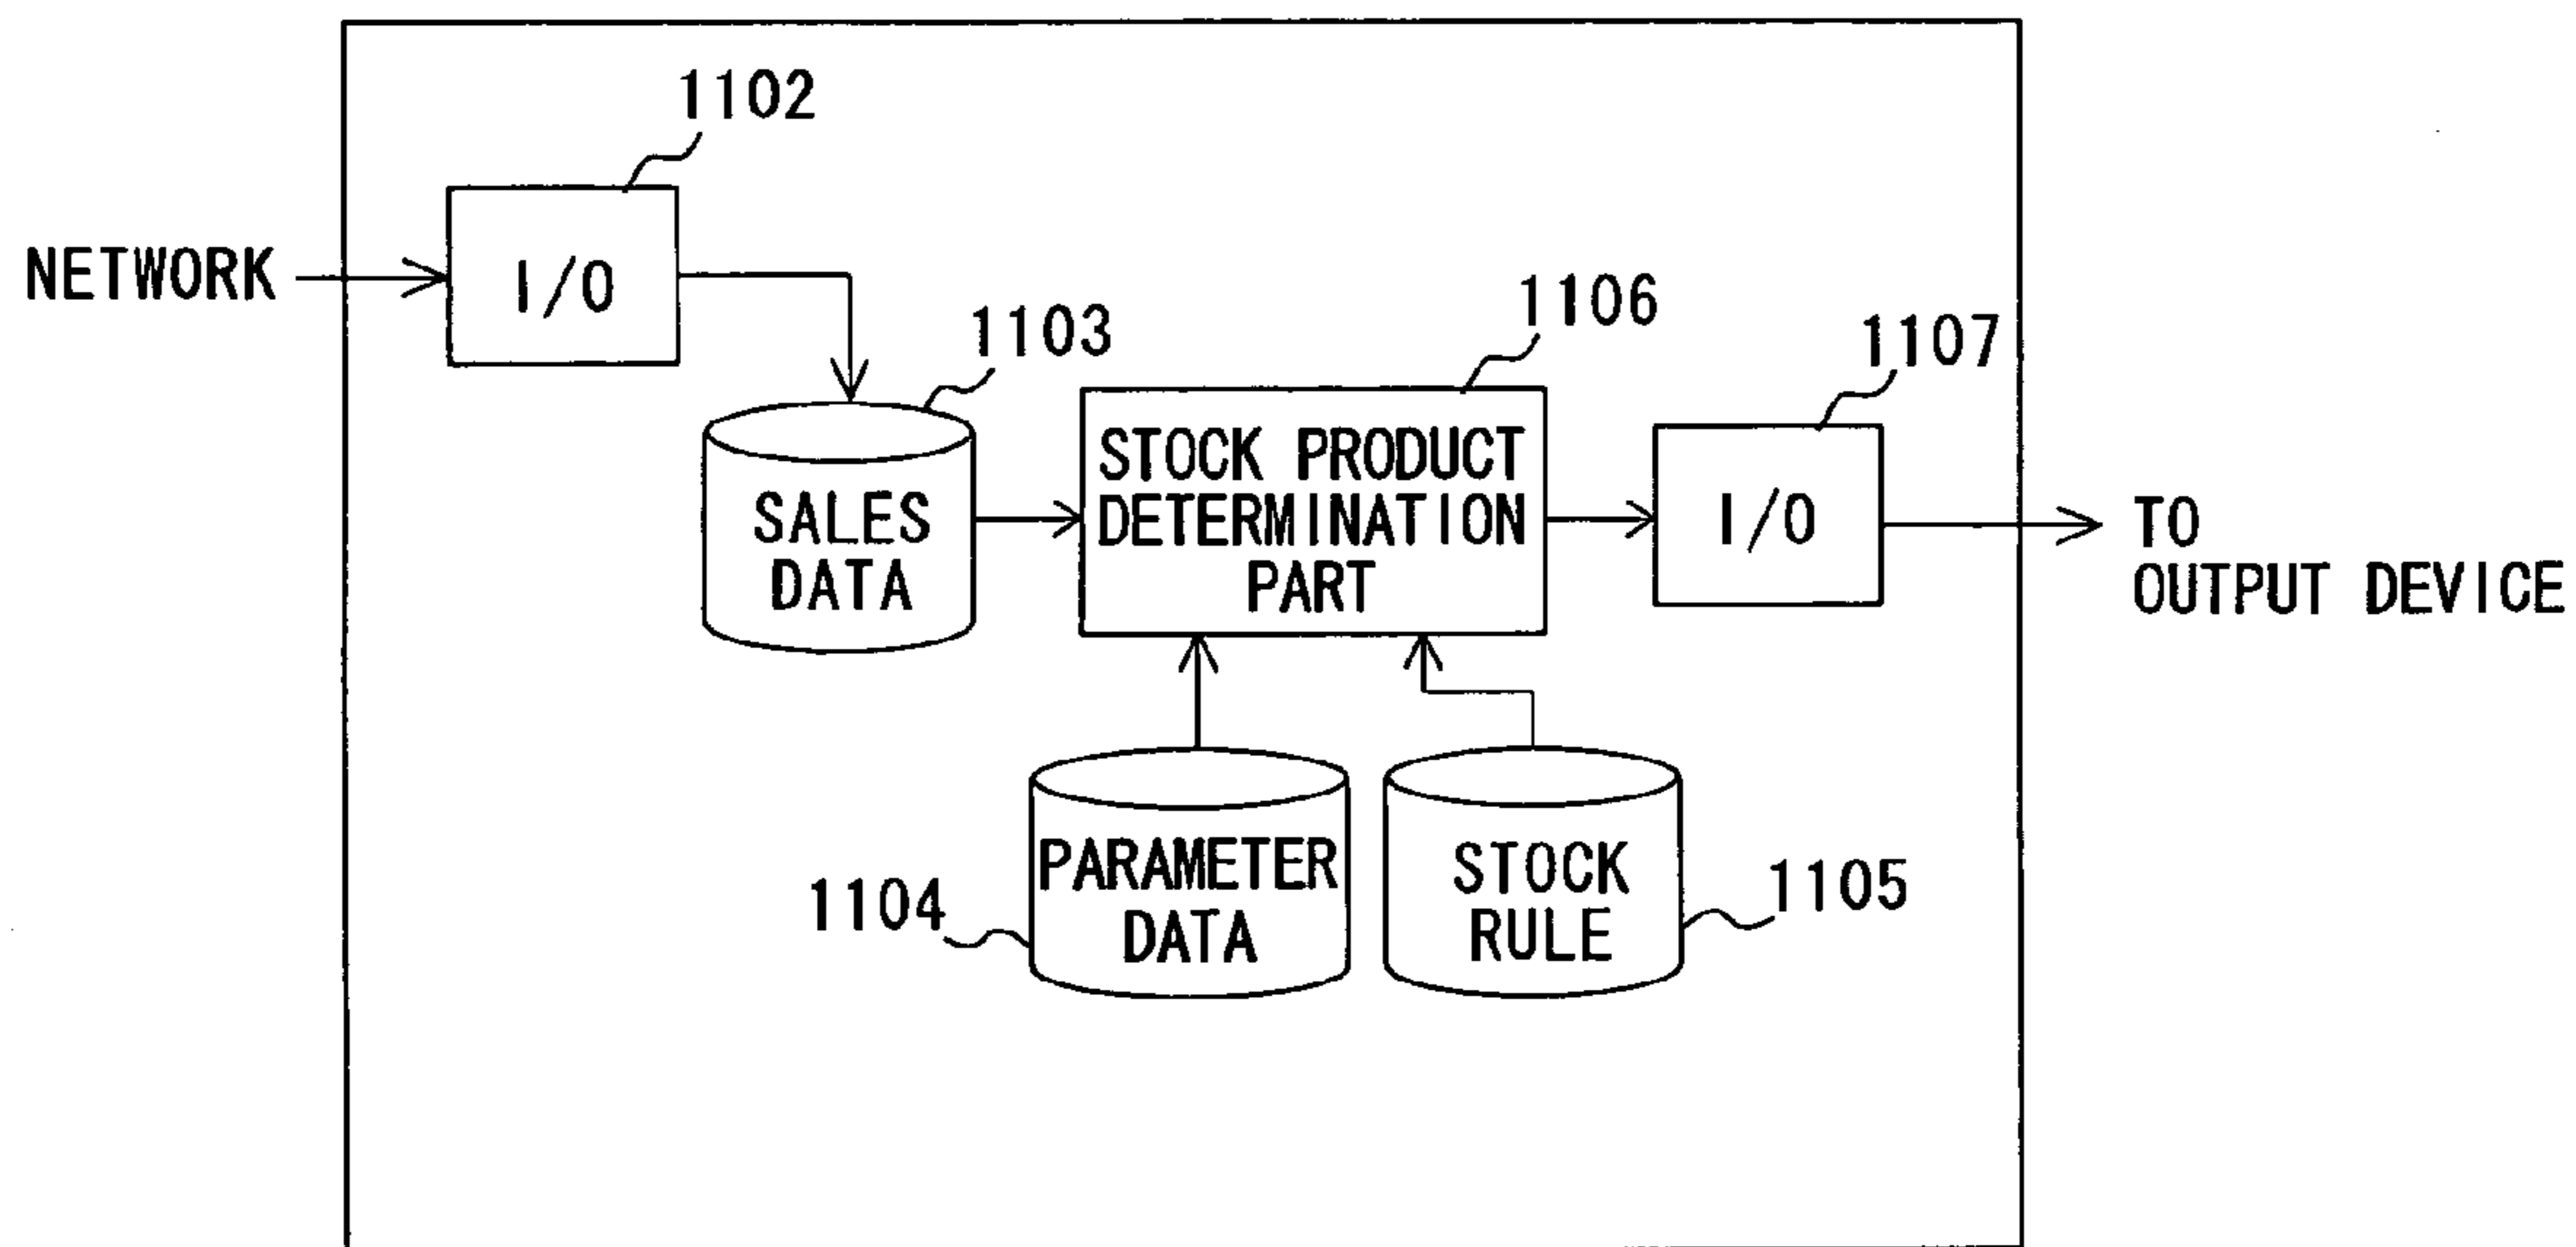 1102
NETWORK
I/O
1103
1106
1107
SALES
DATA
STOCK PRODUCT
DETERMINATION
PART
I/O
TO
OUTPUT DEVICE
1104
PARAMETER
DATA
STOCK
RULE
1105